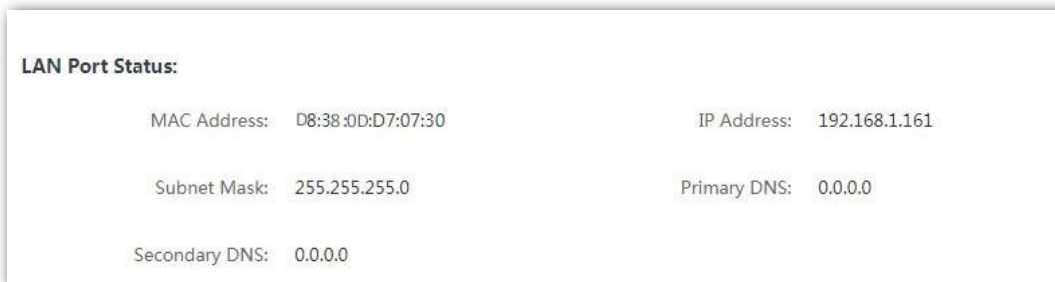 LAN Port Status:
MAC Address: D8:38:0D:D7:07:30 IP Address: 192.168.1.161
Subnet Mask: 255.255.255.0 Primary DNS: 0.0.0.0
Secondary DNS: 0.0.0.0